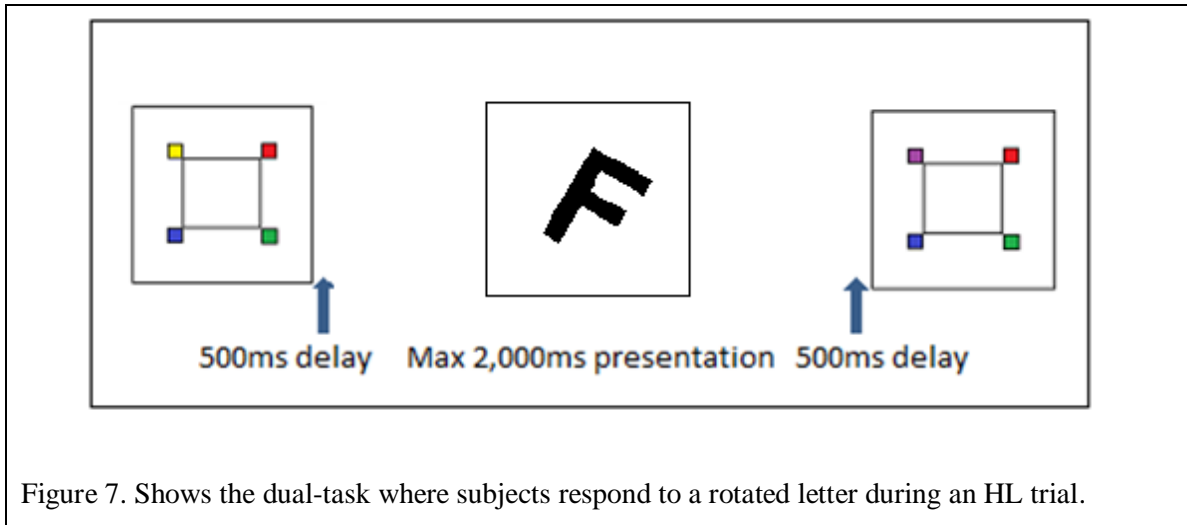 F
500ms delay Max 2,000ms presentation 500ms delay
Figure 7. Shows the dual-task where subjects respond to a rotated letter during an HL trial.